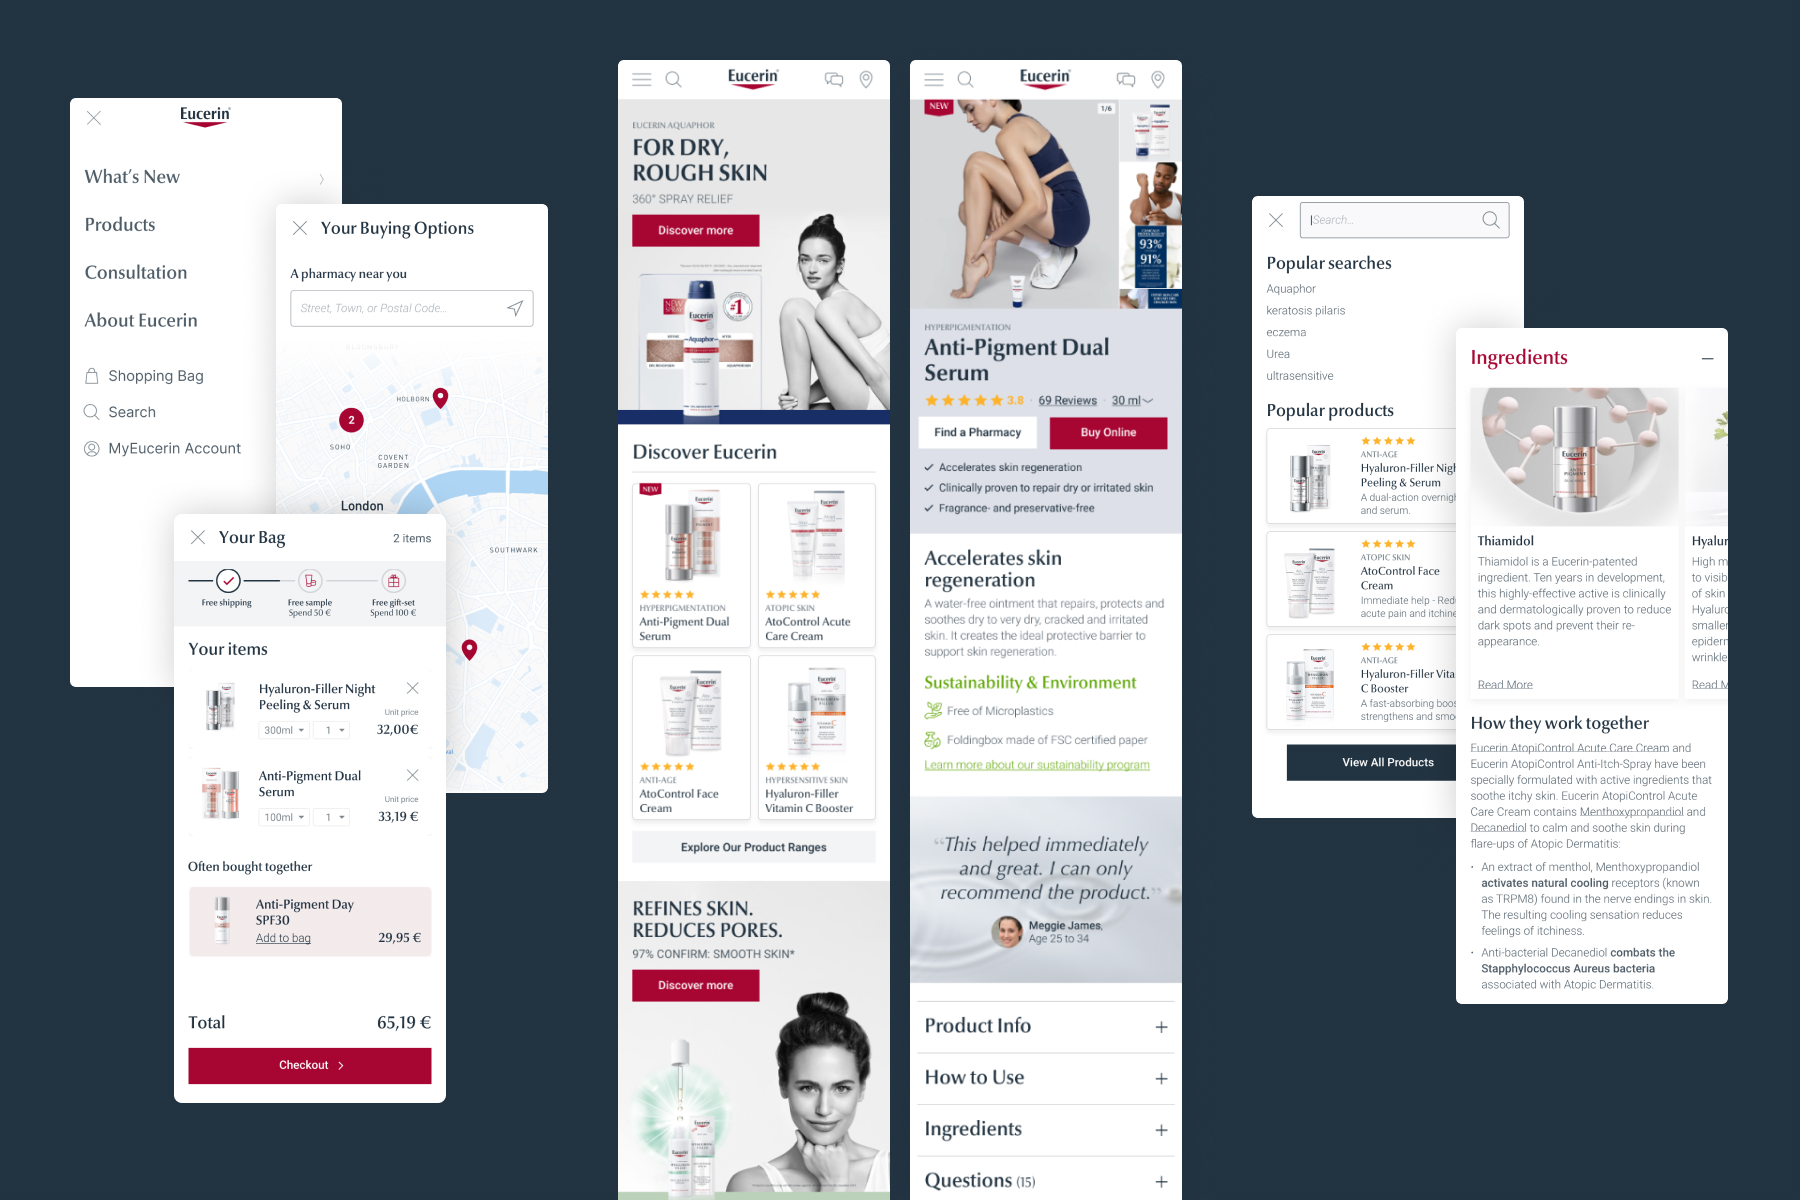 Eucerin
What's New
Products
Consultation
About Eucerin
Shopping Bag
Search
MyEucerin Account
Your Buying Options
A pharmacy near you
Street, Town, or Postal Code...
BLOOMSBURY
HOLBORN
2
SOHO
COVENT
GARDEN
London
SOUTHWARK
Your Bag
2 items
Free shipping
Free sample
Spend 50 €
Free gift-set
Spend 100 €
Your items
Hyaluron-Filler Night
Peeling & Serum
Unit price
300ml
1
32,00€
Anti-Pigment Dual
Serum
Unit price
100ml
1
33,19 €
Often bought together
Anti-Pigment Day
SPF30
Add to bag
29,95 €
Total
65,19 €
Checkout
Eucerin
EUCERIN AQUAPHOR
FOR DRY,
ROUGH SKIN
360° SPRAY RELIEF
Discover more
NEW
SPRAY
#1
Eucerin
Aquaphor
Discover Eucerin
NEW
Eucerin
HYPERPIGMENTATION
Anti-Pigment Dual
Serum
Eucerin
ATOPIC SKIN
AtoControl Acute
Care Cream
Eucerin
ANTI-AGE
AtoControl Face
Cream
Eucerin
HYPERSENSITIVE SKIN
Hyaluron-Filler
Vitamin C Booster
Explore Our Product Ranges
REFINES SKIN.
REDUCES PORES.
97% CONFIRM: SMOOTH SKIN*
Discover more
Eucerin
Eucerin
NEW
1/6
93%
91%
HYPERPIGMENTATION
Anti-Pigment Dual
Serum
3.8 · 69 Reviews · 30 ml
Find a Pharmacy
Buy Online
Accelerates skin regeneration
Clinically proven to repair dry or irritated skin
Fragrance- and preservative-free
Accelerates skin
regeneration
A water-free ointment that repairs, protects and
soothes dry to very dry, cracked and irritated
skin. It creates the ideal protective barrier to
support skin regeneration.
Sustainability & Environment
Free of Microplastics
Foldingbox made of FSC certified paper
Learn more about our sustainability program
“This helped immediately
and great. I can only
recommend the product.”
Meggie James,
Age 25 to 34
Product Info
How to Use
Ingredients
Questions (15)
Search...
Popular searches
Aquaphor
keratosis pilaris
eczema
Urea
ultrasensitive
Popular products
ANTI-AGE
Hyaluron-Filler Nigh
Peeling & Serum
A dual-action overnigh
and serum.
ATOPIC SKIN
AtoControl Face
Cream
Immediate help - Red
acute pain and itchine
ANTI-AGE
Hyaluron-Filler Vita
C Booster
A fast-absorbing boos
strengthens and smoo
View All Products
Ingredients
Eucerin
Thiamidol
Thiamidol is a Eucerin-patented
ingredient. Ten years in development,
this highly-effective active is clinically
and dermatologically proven to reduce
dark spots and prevent their re-
appearance.
Read More
Hyalur
High m
to visib
of skin
Hyaluro
smaller
epiderm
wrinkle
Read M
How they work together
Eucerin AtopiControl Acute Care Cream and
Eucerin AtopiControl Anti-Itch-Spray have been
specially formulated with active ingredients that
soothe itchy skin. Eucerin AtopiControl Acute
Care Cream contains Menthoxypropandiol and
Decanediol to calm and soothe skin during
flare-ups of Atopic Dermatitis:
· An extract of menthol, Menthoxypropandiol
activates natural cooling receptors (known
as TRPM8) found in the nerve endings in skin.
The resulting cooling sensation reduces
feelings of itchiness.
· Anti-bacterial Decanediol combats the
Stapphylococcus Aureus bacteria
associated with Atopic Dermatitis.